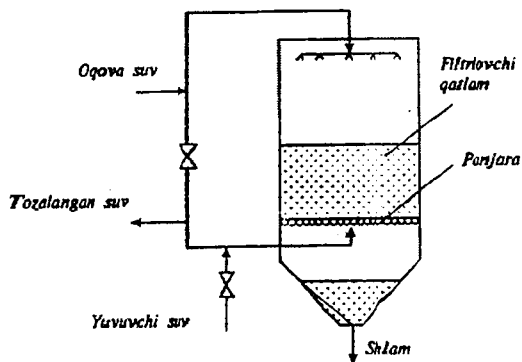 Oqova suv
Filtrlovchi
qatlam
Panjara
Tozalangan suv
Yuvuvchi suv
Shlam